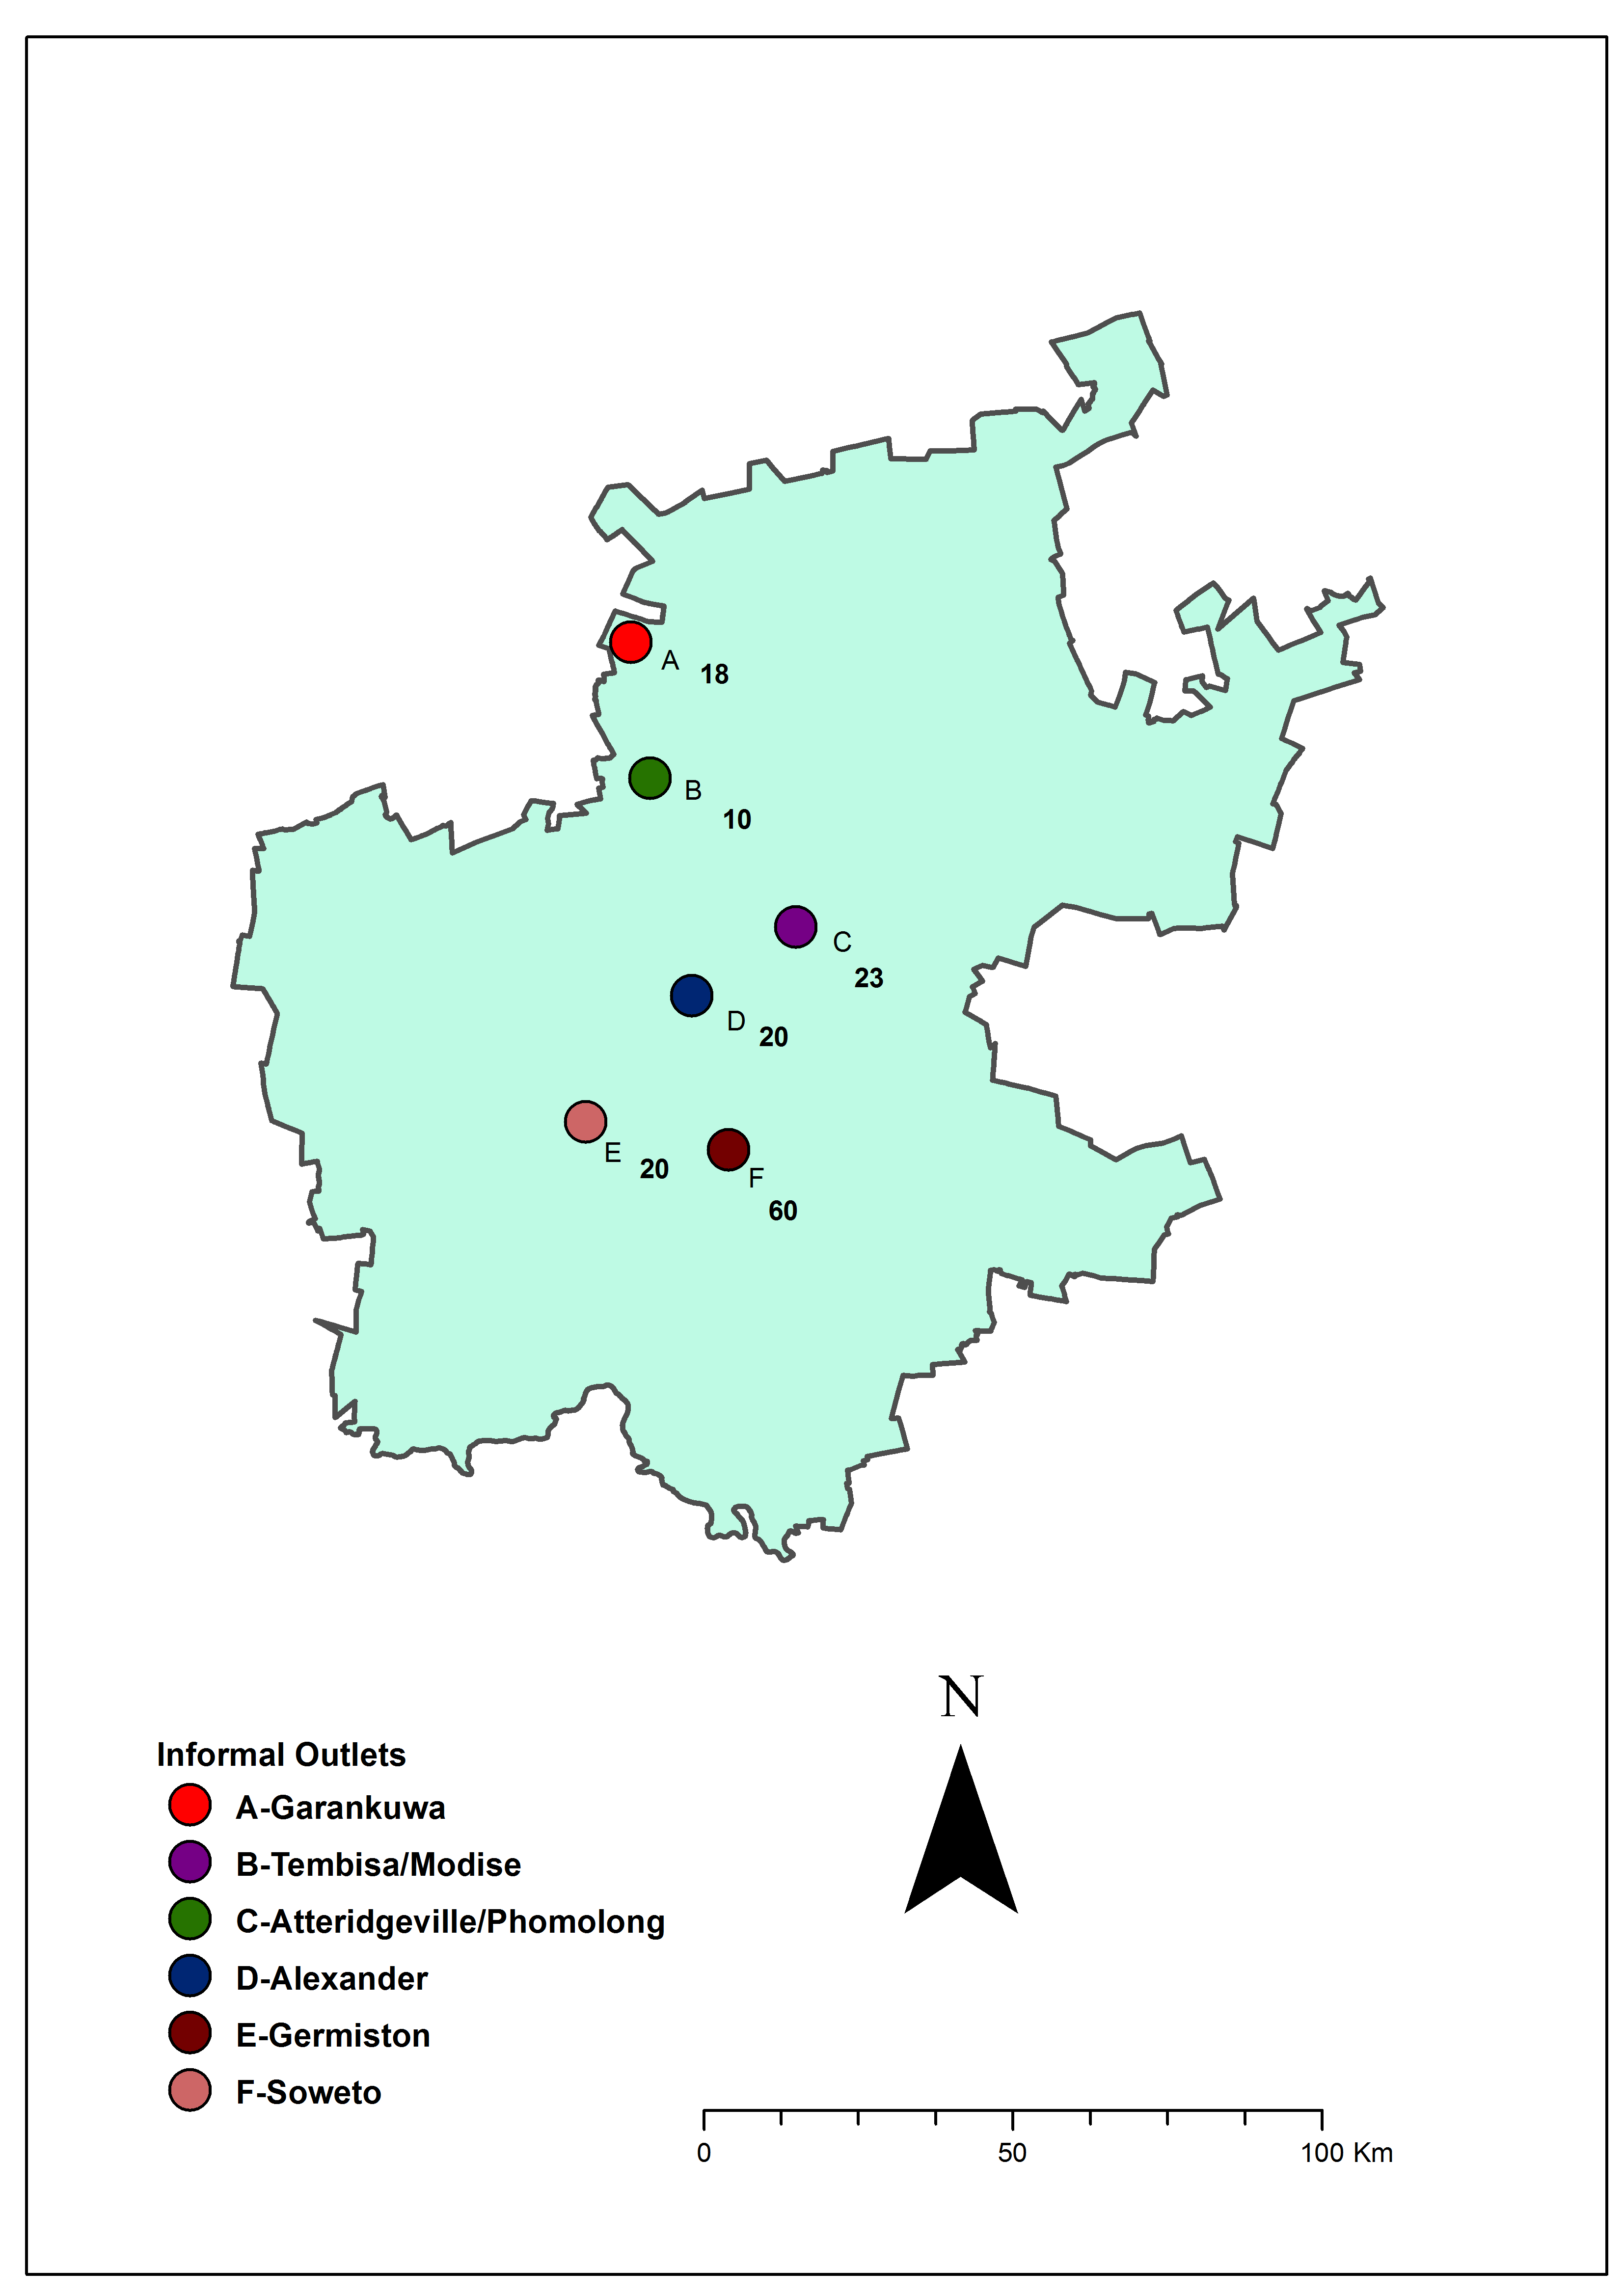 A
18
B
10
C
23
D
20
E
20
F
60
N
Informal Outlets
A-Garankuwa
B-Tembisa/Modise
C-Atteridgeville/Phomolong
D-Alexander
E-Germiston
F-Soweto
0 50 100 Km